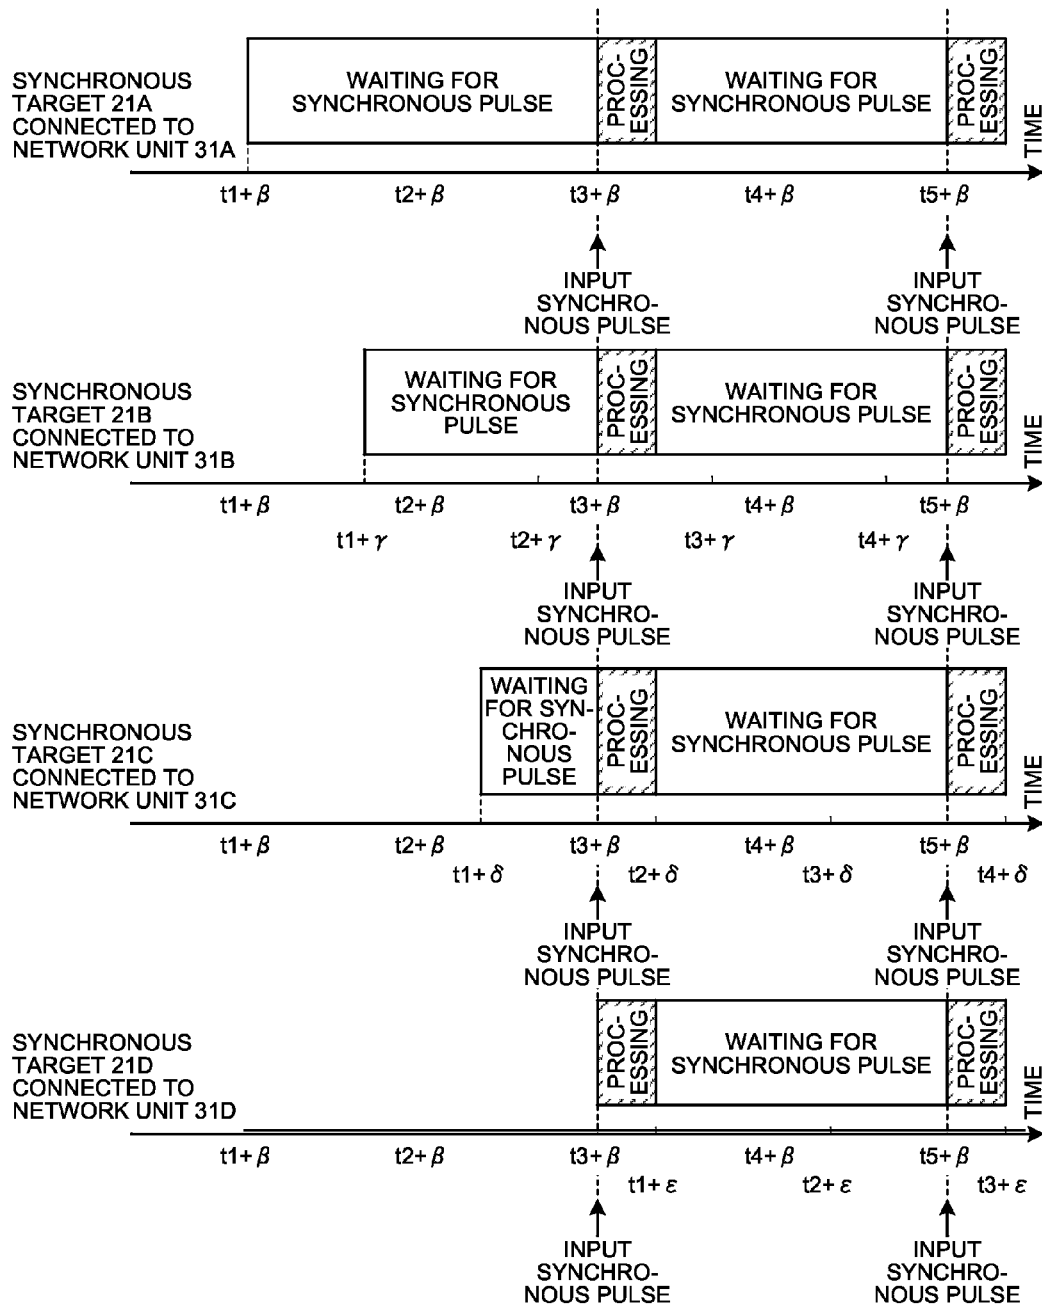 SYNCHRONOUS
TARGET 21A
CONNECTED TO
NETWORK UNIT 31A
WAITING FOR
SYNCHRONOUS PULSE
PROC-
ESSING
WAITING FOR
SYNCHRONOUS PULSE
PROC-
ESSING
TIME
t1+β
t2+β
t3+β
t4+β
t5+β
INPUT
SYNCHRO-
NOUS PULSE
INPUT
SYNCHRO-
NOUS PULSE
SYNCHRONOUS
TARGET 21B
CONNECTED TO
NETWORK UNIT 31B
WAITING FOR
SYNCHRONOUS
PULSE
PROC-
ESSING
WAITING FOR
SYNCHRONOUS PULSE
PROC-
ESSING
TIME
t1+β
t2+β
t3+β
t4+β
t5+β
t1+γ
t2+γ
t3+γ
t4+γ
INPUT
SYNCHRO-
NOUS PULSE
INPUT
SYNCHRO-
NOUS PULSE
SYNCHRONOUS
TARGET 21C
CONNECTED TO
NETWORK UNIT 31C
WAITING
FOR SYN-
CHRO-
NOUS
PULSE
PROC-
ESSING
WAITING FOR
SYNCHRONOUS PULSE
PROC-
ESSING
TIME
t1+β
t2+β
t3+β
t4+β
t5+β
t1+δ
t2+δ
t3+δ
t4+δ
INPUT
SYNCHRO-
NOUS PULSE
INPUT
SYNCHRO-
NOUS PULSE
SYNCHRONOUS
TARGET 21D
CONNECTED TO
NETWORK UNIT 31D
PROC-
ESSING
WAITING FOR
SYNCHRONOUS PULSE
PROC-
ESSING
TIME
t1+β
t2+β
t3+β
t4+β
t5+β
t1+ε
t2+ε
t3+ε
INPUT
SYNCHRO-
NOUS PULSE
INPUT
SYNCHRO-
NOUS PULSE